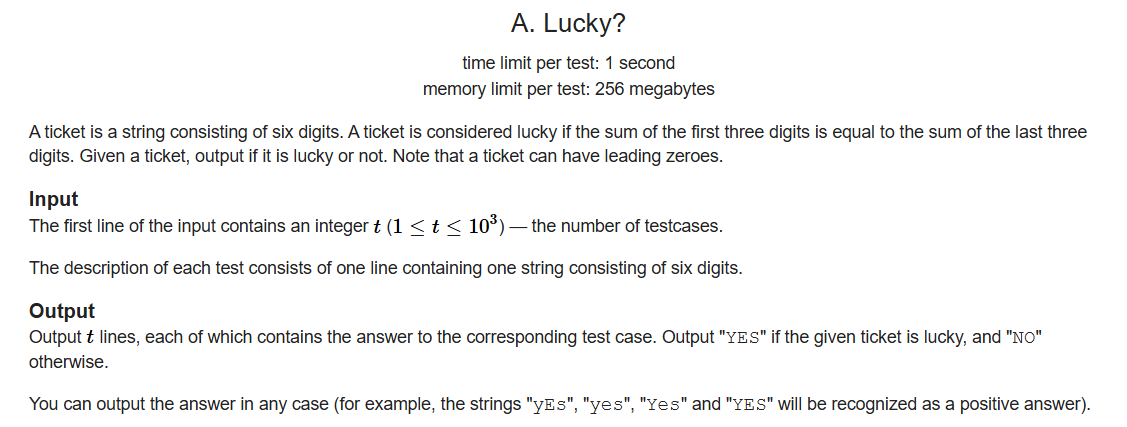 A. Lucky?
time limit per test: 1 second
memory limit per test: 256 megabytes
A ticket is a string consisting of six digits. A ticket is considered lucky if the sum of the first three digits is equal to the sum of the last three
digits. Given a ticket, output if it is lucky or not. Note that a ticket can have leading zeroes.
Input
The first line of the input contains an integer t (1 ≤ t ≤ 10³) — the number of testcases.
The description of each test consists of one line containing one string consisting of six digits.
Output
Output t lines, each of which contains the answer to the corresponding test case. Output "YES" if the given ticket is lucky, and "NO"
otherwise.
You can output the answer in any case (for example, the strings "yEs", "yes", "Yes" and "YES" will be recognized as a positive answer).